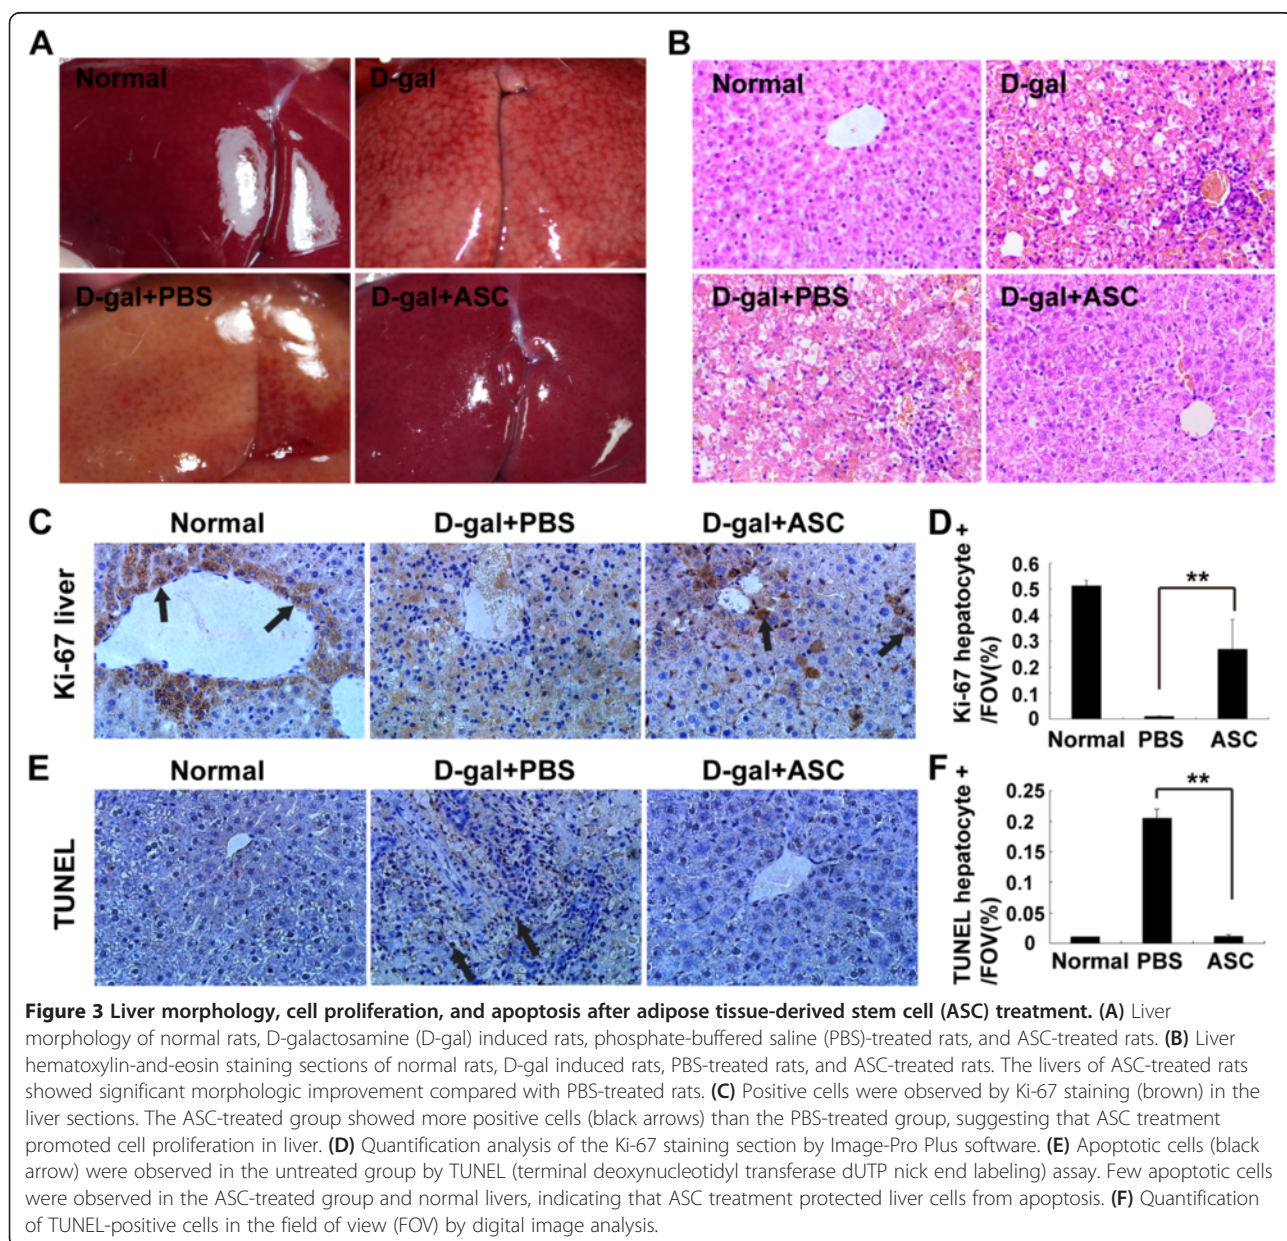 A
Normal
D-gal
D-gal+PBS
D-gal+ASC
B
Normal
D-gal
D-gal+PBS
D-gal+ASC
C
Normal
D-gal+PBS
D-gal+ASC
Ki-67 liver
D
Ki-67 hepatocyte +
/FOV(%)
0.6
0.5
0.4
0.3
0.2
0.1
0
**
Normal PBS ASC
E
Normal
D-gal+PBS
D-gal+ASC
TUNEL
F
TUNEL hepatocyte +
/FOV(%)
0.25
0.2
0.15
0.1
0.05
0
**
Normal PBS ASC
Figure 3 Liver morphology, cell proliferation, and apoptosis after adipose tissue-derived stem cell (ASC) treatment. (A) Liver
morphology of normal rats, D-galactosamine (D-gal) induced rats, phosphate-buffered saline (PBS)-treated rats, and ASC-treated rats. (B) Liver
hematoxylin-and-eosin staining sections of normal rats, D-gal induced rats, PBS-treated rats, and ASC-treated rats. The livers of ASC-treated rats
showed significant morphologic improvement compared with PBS-treated rats. (C) Positive cells were observed by Ki-67 staining (brown) in the
liver sections. The ASC-treated group showed more positive cells (black arrows) than the PBS-treated group, suggesting that ASC treatment
promoted cell proliferation in liver. (D) Quantification analysis of the Ki-67 staining section by Image-Pro Plus software. (E) Apoptotic cells (black
arrow) were observed in the untreated group by TUNEL (terminal deoxynucleotidyl transferase dUTP nick end labeling) assay. Few apoptotic cells
were observed in the ASC-treated group and normal livers, indicating that ASC treatment protected liver cells from apoptosis. (F) Quantification
of TUNEL-positive cells in the field of view (FOV) by digital image analysis.